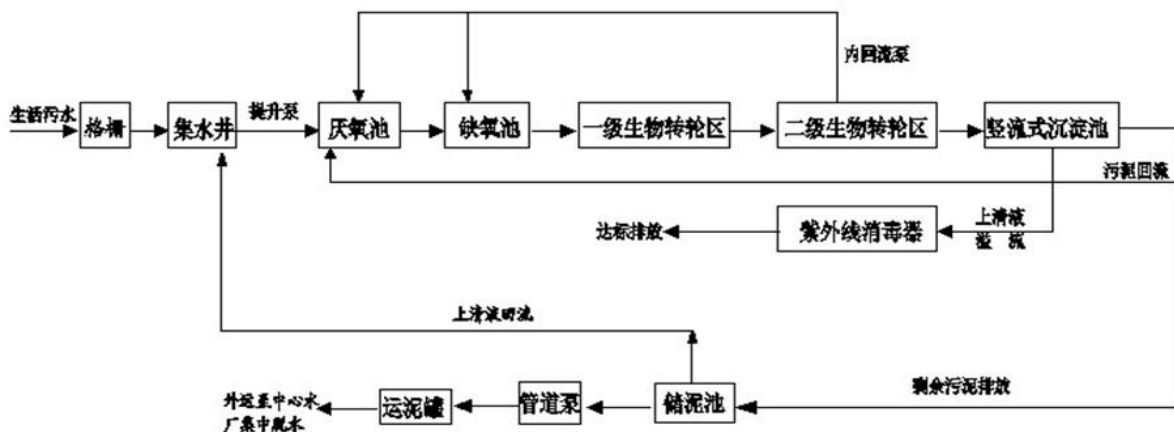 内回流泵
生活污水
格栅
集水井
提升泵
厌氧池
缺氧池
一级生物转轮区
二级生物转轮区
竖流式沉淀池
污泥回流
达标排放
紫外线消毒器
上清液
溢 流
上清液回流
外运至中心水
厂集中脱水
运泥罐
管道泵
储泥池
剩余污泥排放